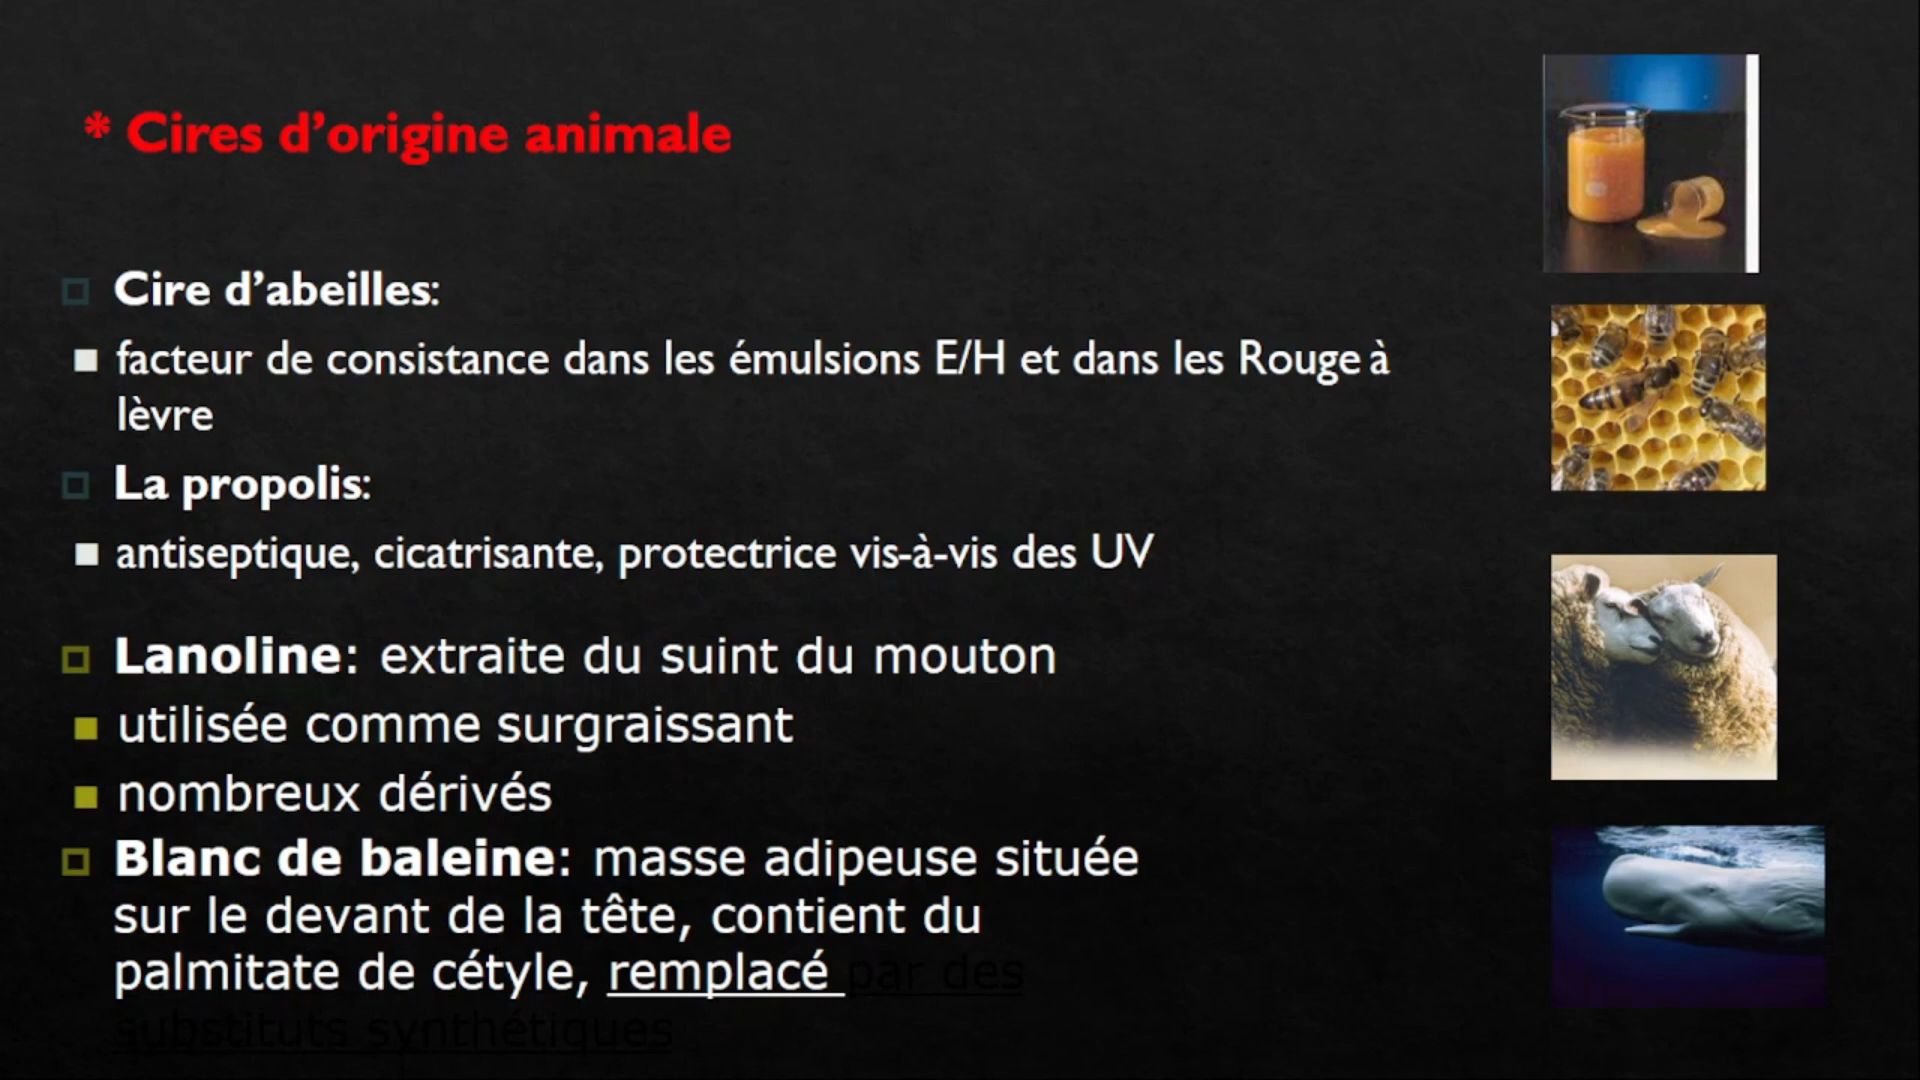 * Cires d’origine animale
Cire d’abeilles:
facteur de consistance dans les émulsions E/H et dans les Rouge à
lèvre
La propolis:
antiseptique, cicatrisante, protectrice vis-à-vis des UV
Lanoline: extraite du suint du mouton
utilisée comme surgraissant
nombreux dérivés
Blanc de baleine: masse adipeuse située
sur le devant de la tête, contient du
palmitate de cétyle, remplacé par des
substituts synthétiques